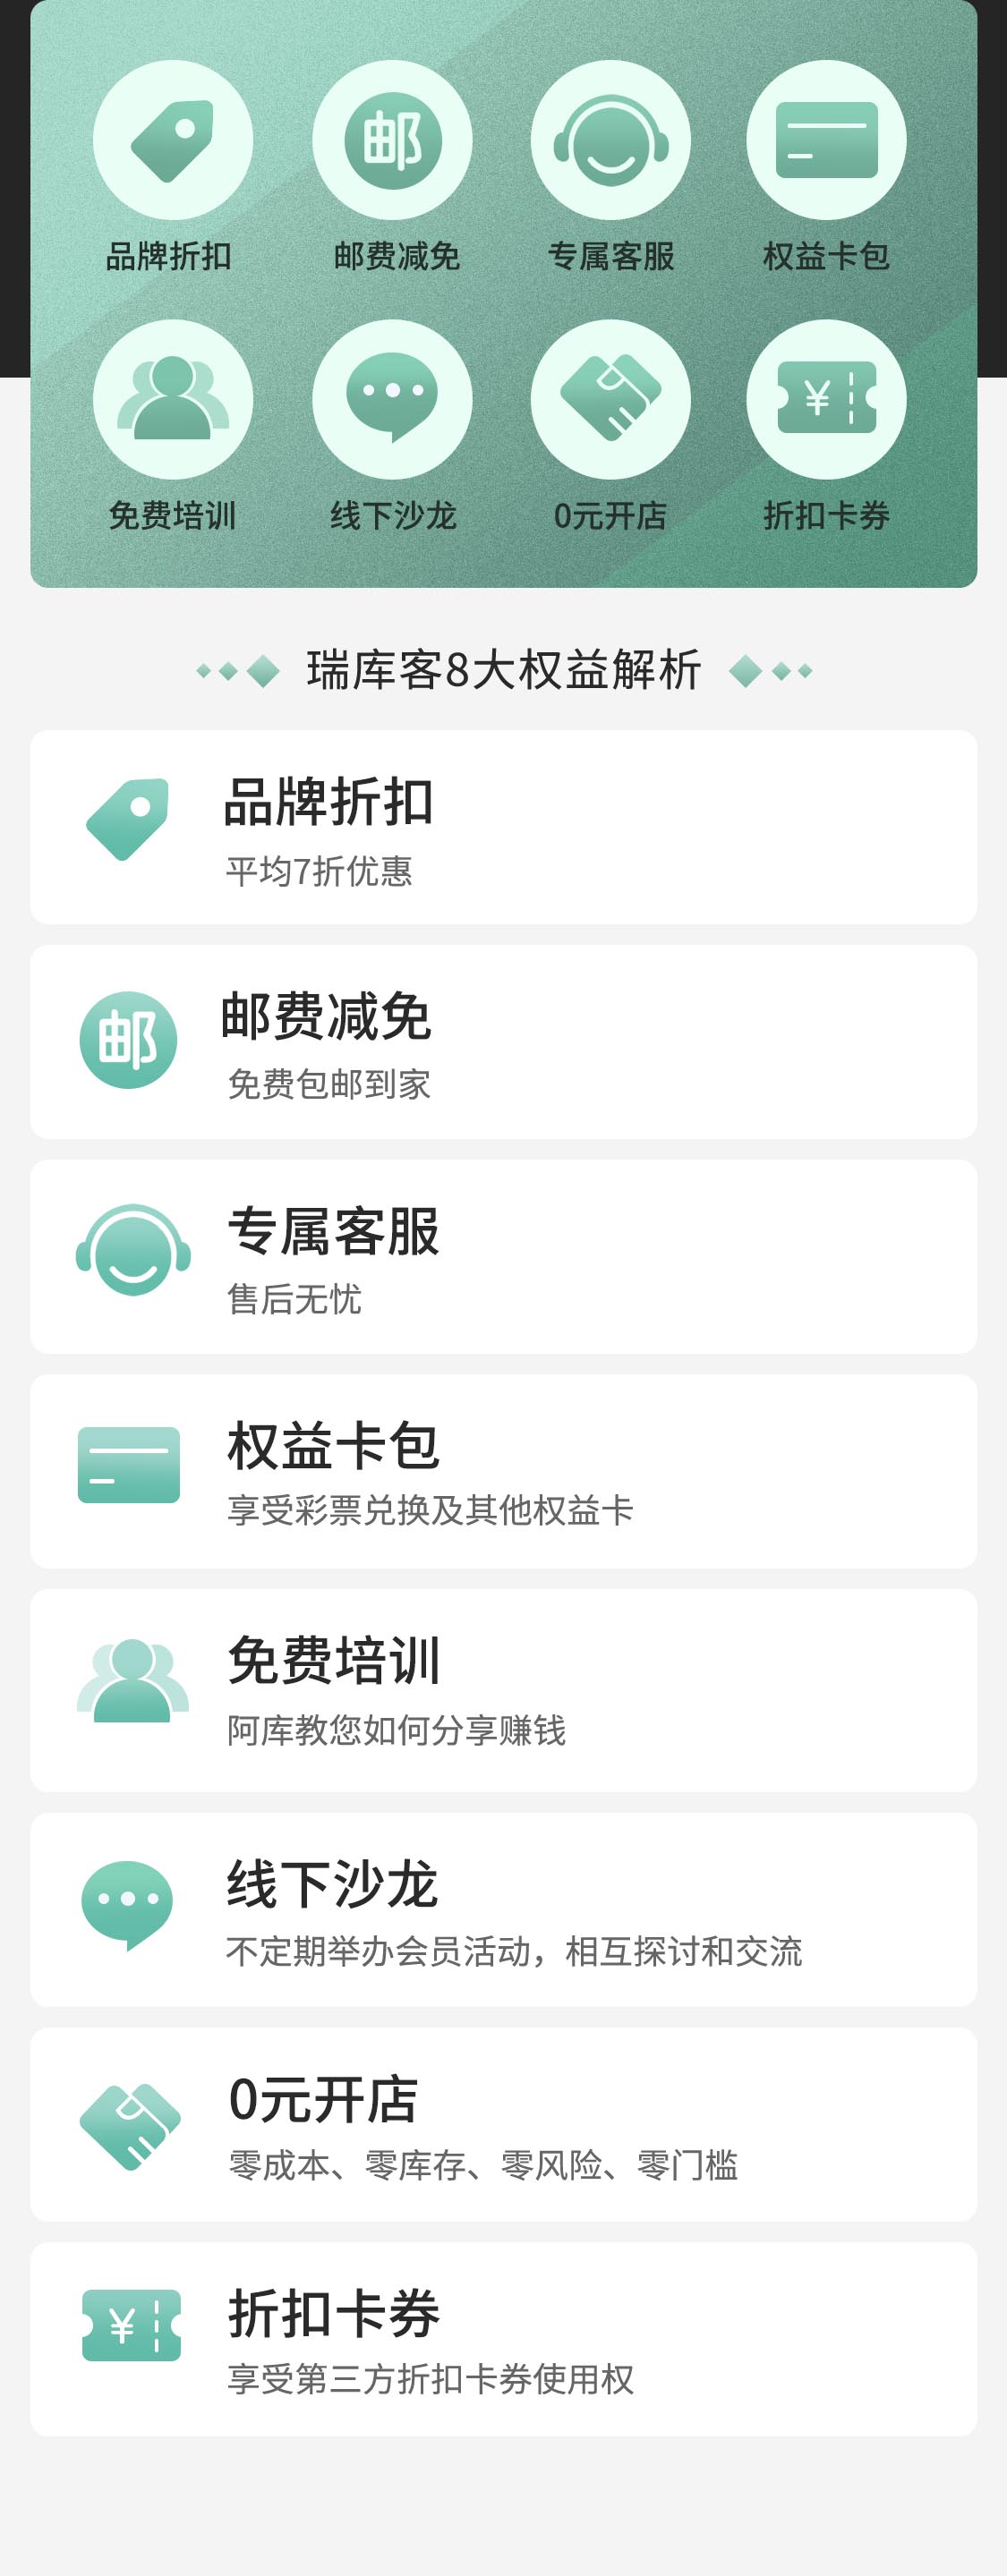 邮
品牌折扣 邮费减免 专属客服 权益卡包
¥
免费培训 线下沙龙 0元开店 折扣卡券
瑞库客8大权益解析
品牌折扣
平均7折优惠
邮
邮费减免
免费包邮到家
专属客服
售后无忧
权益卡包
享受彩票兑换及其他权益卡
免费培训
阿库教您如何分享赚钱
线下沙龙
不定期举办会员活动，相互探讨和交流
0元开店
零成本、零库存、零风险、零门槛
¥
折扣卡券
享受第三方折扣卡券使用权